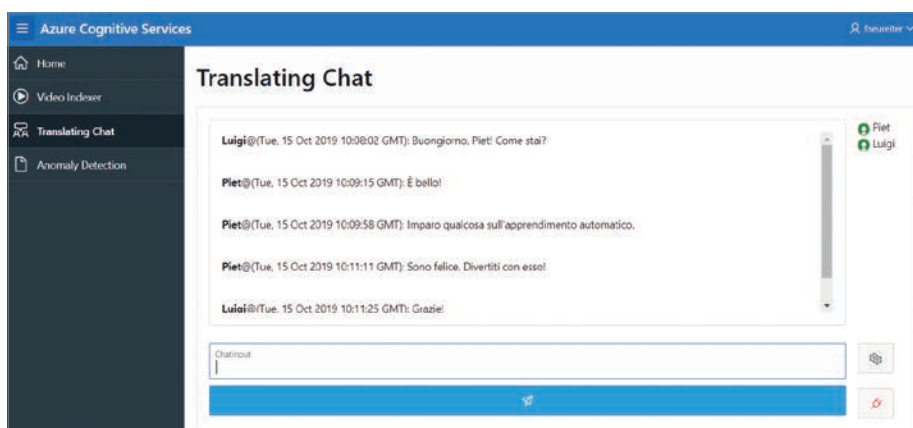 Azure Cognitive Services
fneureiter
Home
Video Indexer
Translating Chat
Anomaly Detection
Translating Chat
Luigi@(Tue, 15 Oct 2019 10:08:02 GMT): Buongiorno, Piet! Come stai?
Piet@(Tue, 15 Oct 2019 10:09:15 GMT): È bello!
Piet@(Tue, 15 Oct 2019 10:09:58 GMT): Imparo qualcosa sull'apprendimento automatico.
Piet@(Tue, 15 Oct 2019 10:11:11 GMT): Sono felice. Divertiti con esso!
Luigi@(Tue, 15 Oct 2019 10:11:25 GMT): Grazie!
Piet
Luigi
Chatinput